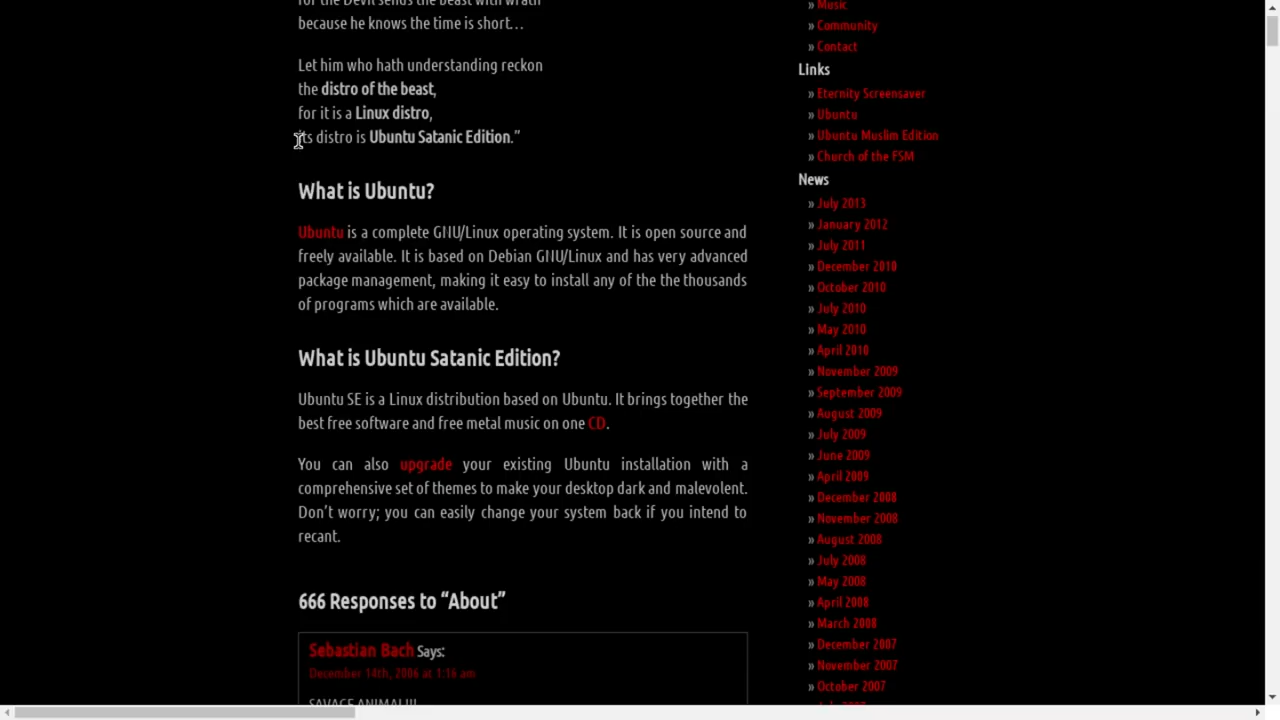 for the Devil sends the beast with wrath
because he knows the time is short…
Let him who hath understanding reckon
the distro of the beast,
for it is a Linux distro,
its distro is Ubuntu Satanic Edition.”
What is Ubuntu?
Ubuntu is a complete GNU/Linux operating system. It is open source and
freely available. It is based on Debian GNU/Linux and has very advanced
package management, making it easy to install any of the the thousands
of programs which are available.
What is Ubuntu Satanic Edition?
Ubuntu SE is a Linux distribution based on Ubuntu. It brings together the
best free software and free metal music on one CD.
You can also upgrade your existing Ubuntu installation with a
comprehensive set of themes to make your desktop dark and malevolent.
Don’t worry; you can easily change your system back if you intend to
recant.
666 Responses to “About”
Sebastian Bach Says:
December 14th, 2006 at 1:16 am
SAVAGE ANIMAL!!!
» Music
» Community
» Contact
Links
» Eternity Screensaver
» Ubuntu
» Ubuntu Muslim Edition
» Church of the FSM
News
» July 2013
» January 2012
» July 2011
» December 2010
» October 2010
» July 2010
» May 2010
» April 2010
» November 2009
» September 2009
» August 2009
» July 2009
» June 2009
» April 2009
» December 2008
» November 2008
» August 2008
» July 2008
» May 2008
» April 2008
» March 2008
» December 2007
» November 2007
» October 2007